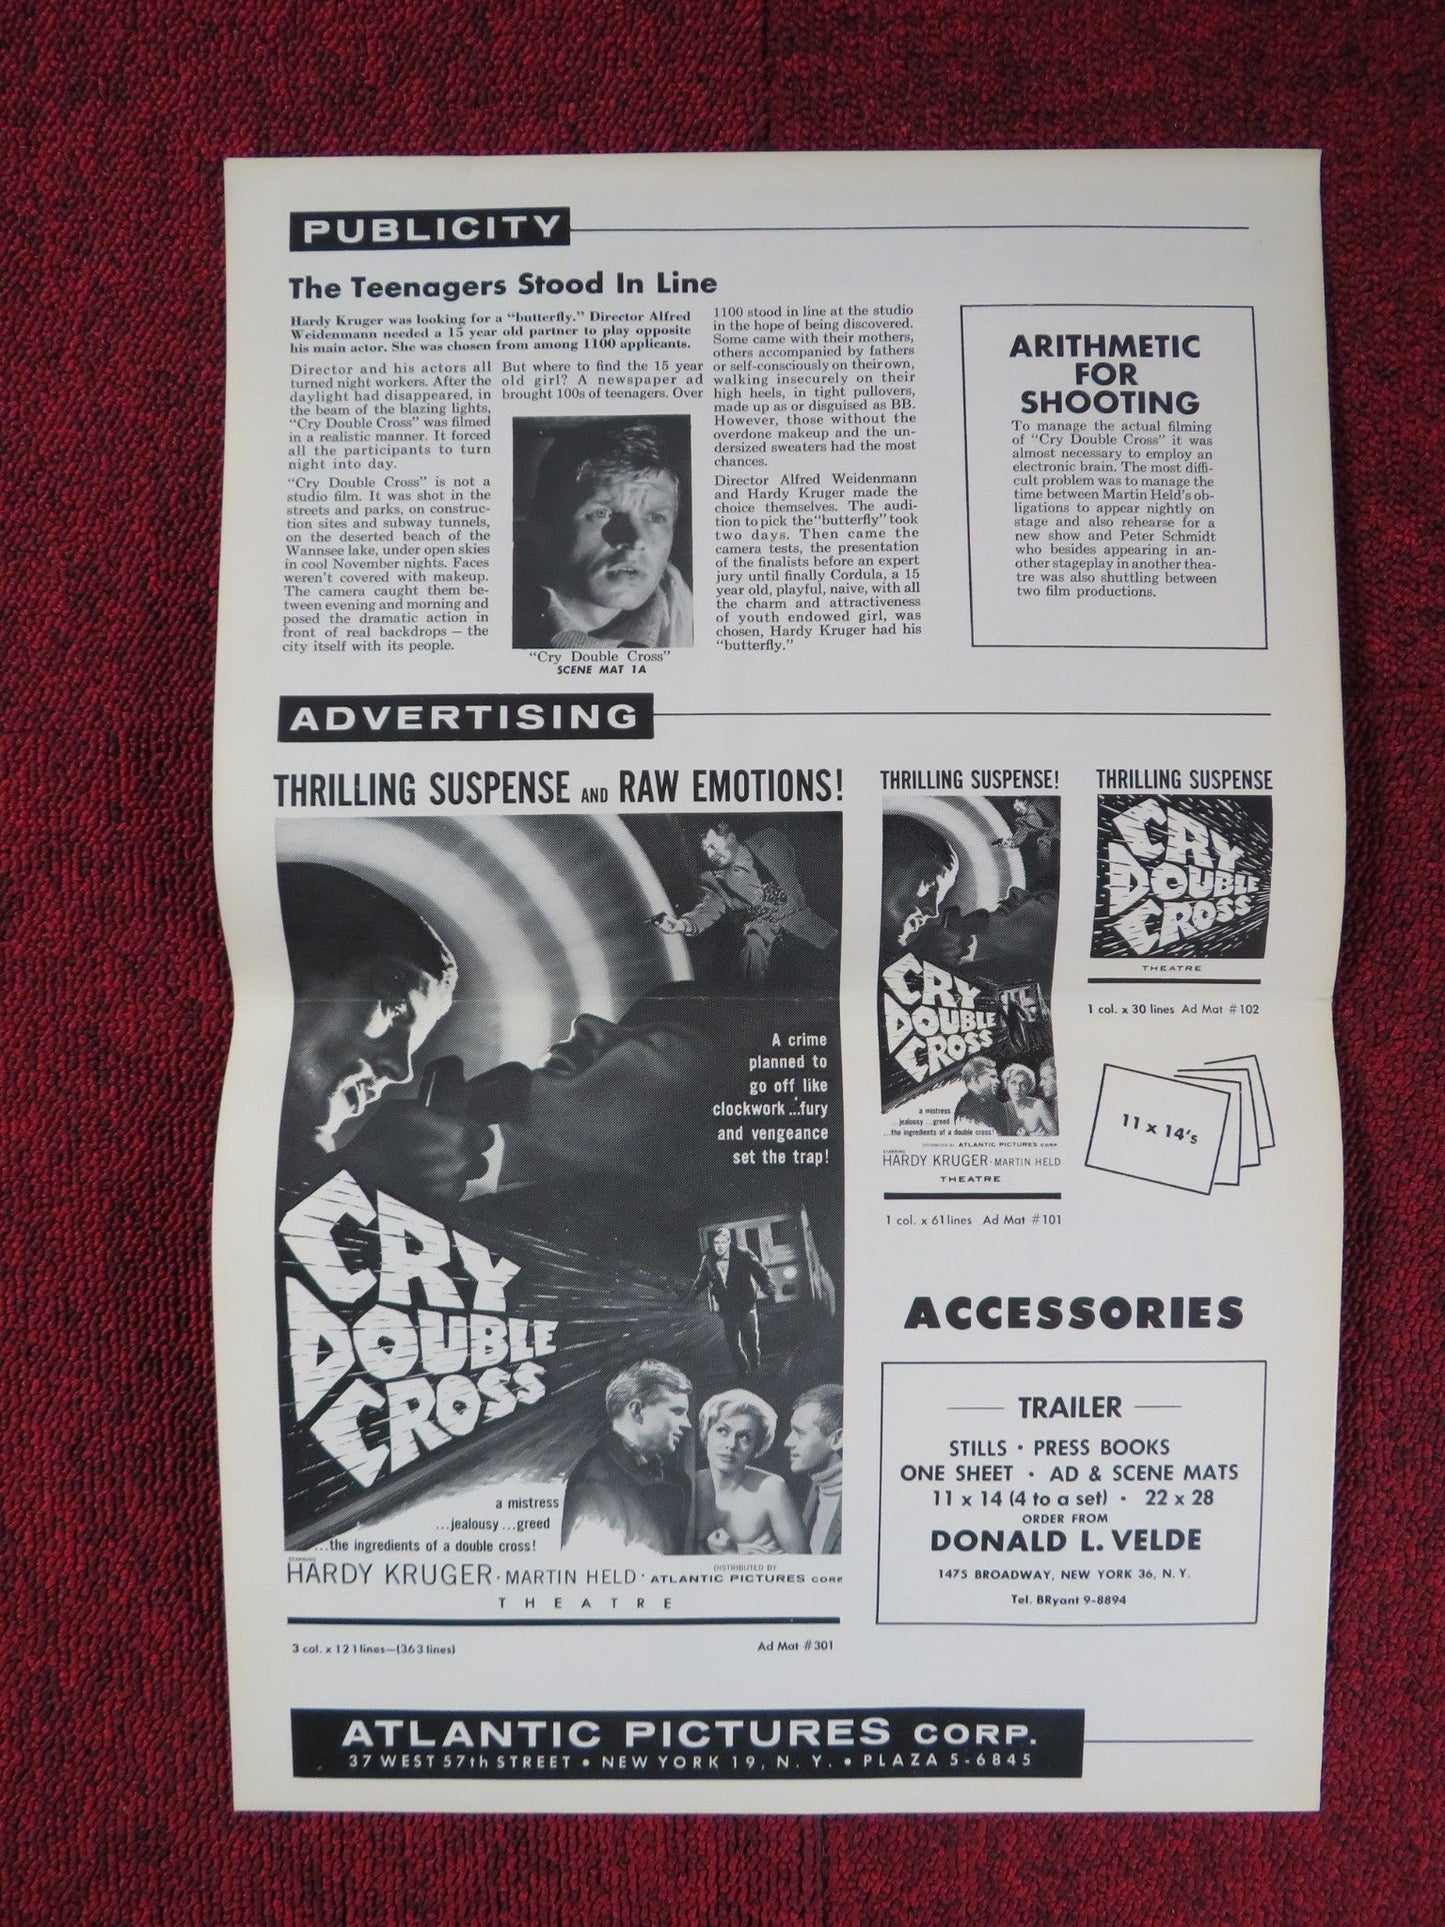 PUBLICITY
The Teenagers Stood In Line
Hardy Kruger was looking for a "butterfly." Director Alfred
Weidenmann needed a 15 year old partner to play opposite
his main actor. She was chosen from among 1100 applicants.
Director and his actors all
turned night workers. After the
daylight had disappeared, in
the beam of the blazing lights,
"Cry Double Cross" was filmed
in a realistic manner. It forced
all the participants to turn
night into day.
"Cry Double Cross" is not a
studio film. It was shot in the
streets and parks, on construc-
tion sites and subway tunnels,
on the deserted beach of the
Wannsee lake, under open skies
in cool November nights. Faces
weren't covered with makeup.
The camera caught them be-
tween evening and morning and
posed the dramatic action in
front of real backdrops — the
city itself with its people.
But where to find the 15 year
old girl? A newspaper ad
brought 100s of teenagers. Over
"Cry Double Cross"
SCENE MAT 1A
1100 stood in line at the studio
in the hope of being discovered.
Some came with their mothers,
others accompanied by fathers
or self-consciously on their own,
walking insecurely on their
high heels, in tight pullovers,
made up as or disguised as BB.
However, those without the
overdone makeup and the un-
dersized sweaters had the most
chances.
Director Alfred Weidenmann
and Hardy Kruger made the
choice themselves. The audi-
tion to pick the "butterfly" took
two days. Then came the
camera tests, the presentation
of the finalists before an expert
jury until finally Cordula, a 15
year old, playful, naive, with all
the charm and attractiveness
of youth endowed girl, was
chosen, Hardy Kruger had his
"butterfly."
ARITHMETIC
FOR
SHOOTING
To manage the actual filming
of "Cry Double Cross" it was
almost necessary to employ an
electronic brain. The most diffi-
cult problem was to manage the
time between Martin Held's ob-
ligations to appear nightly on
stage and also rehearse for a
new show and Peter Schmidt
who besides appearing in an-
other stageplay in another thea-
tre was also shuttling between
two film productions.
ADVERTISING
THRILLING SUSPENSE AND RAW EMOTIONS!
A crime
planned to
go off like
clockwork ...fury
and vengeance
set the trap!
CRY
DOUBLE
CROSS
a mistress
...jealousy ...greed
...the ingredients of a double cross!
STARRING
HARDY KRUGER · MARTIN HELD ·
DISTRIBUTED BY
ATLANTIC PICTURES CORP.
THEATRE
3 col. x 121 lines—(363 lines)
Ad Mat #301
THRILLING SUSPENSE!
CRY
DOUBLE
CROSS
a mistress
...jealousy ...greed
...the ingredients of a double cross!
DISTRIBUTED BY ATLANTIC PICTURES CORP.
STARRING
HARDY KRUGER · MARTIN HELD
THEATRE
1 col. x 61 lines Ad Mat #101
THRILLING SUSPENSE
CRY
DOUBLE
CROSS
THEATRE
1 col. x 30 lines Ad Mat #102
11 x 14's
ACCESSORIES
TRAILER
STILLS · PRESS BOOKS
ONE SHEET · AD & SCENE MATS
11 x 14 (4 to a set) · 22 x 28
ORDER FROM
DONALD L. VELDE
1475 BROADWAY, NEW YORK 36, N. Y.
Tel. BRyant 9-8894
ATLANTIC PICTURES CORP.
37 WEST 57th STREET • NEW YORK 19, N. Y. • PLAZA 5-6845